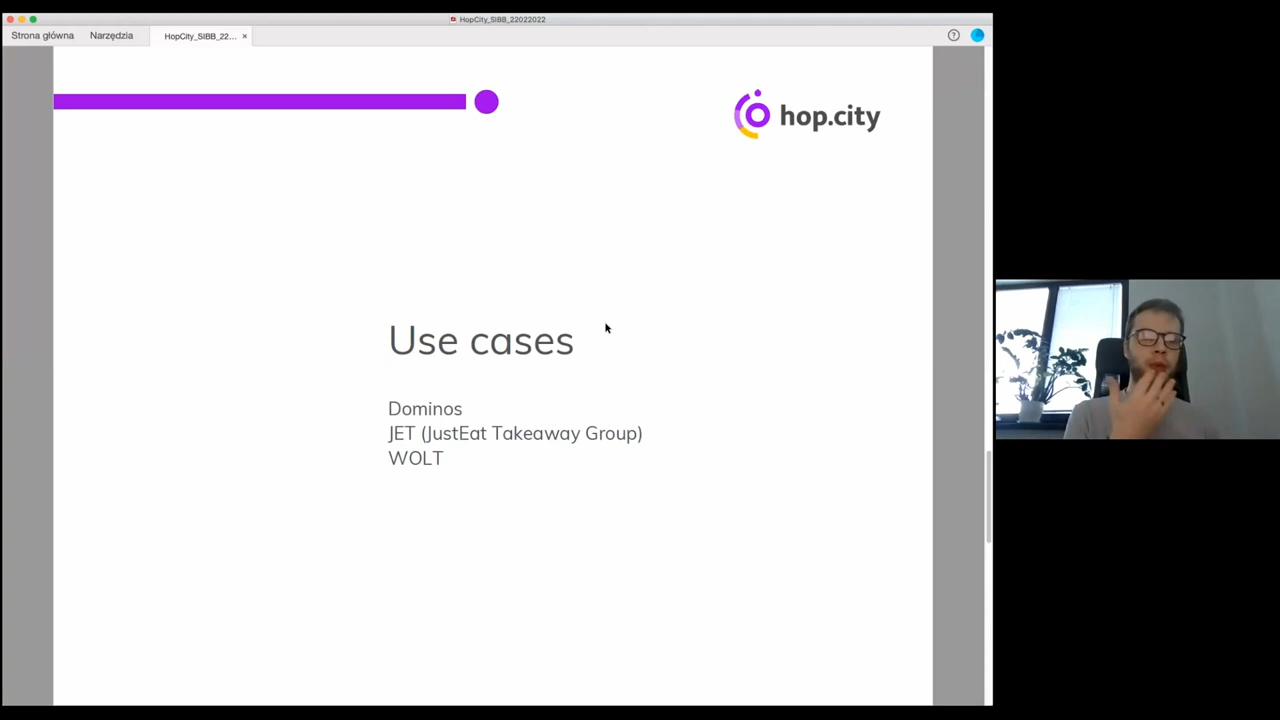 HopCity_SIBB_22022022
Strona główna
Narzędzia
HopCity_SIBB_22...
×
?
hop.city
Use cases
Dominos
JET (JustEat Takeaway Group)
WOLT